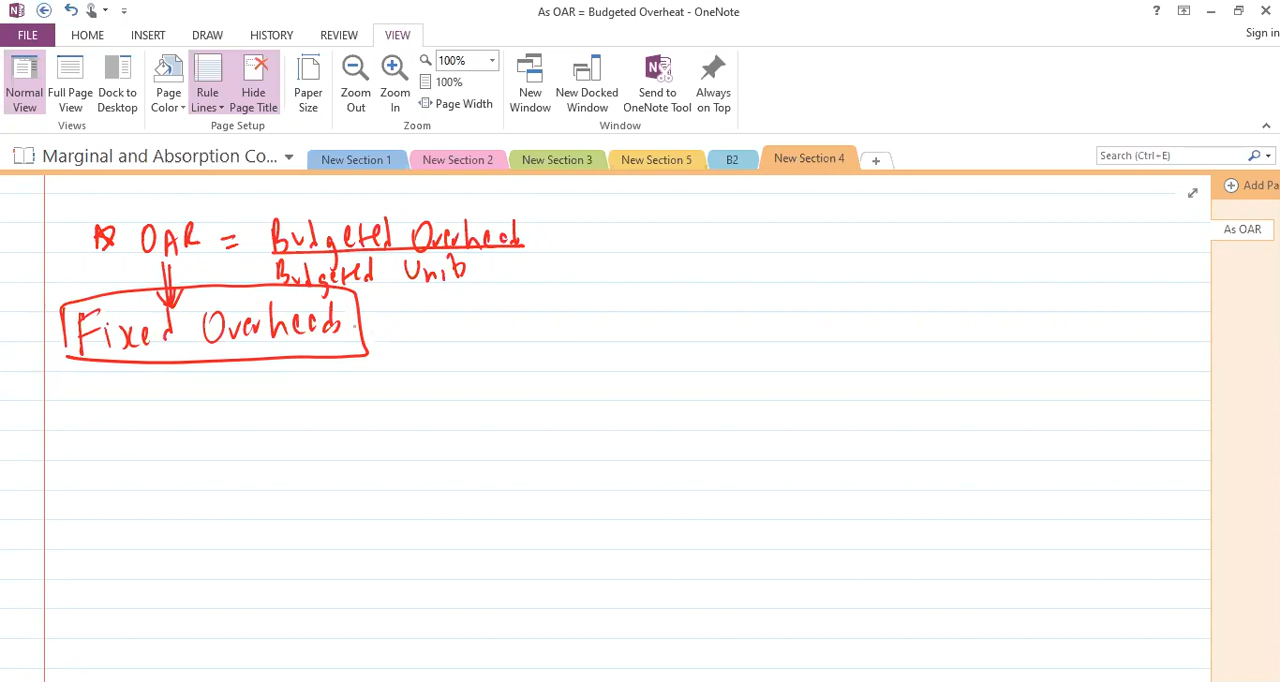 As OAR = Budgeted Overheat - OneNote
?
Sign in
FILE HOME INSERT DRAW HISTORY REVIEW VIEW
Normal View
Full Page View
Dock to Desktop
Views
Page Color
Rule Lines
Hide Page Title
Paper Size
Page Setup
Zoom Out
Zoom In
100%
100%
Page Width
Zoom
New Window
New Docked Window
Send to OneNote Tool
Always on Top
Window
Marginal and Absorption Co...
New Section 1
New Section 2
New Section 3
New Section 5
B2
New Section 4
+
Search (Ctrl+E)
Add Pa
As OAR
OAR = Budgeted Overheads
Budgeted Units
Fixed Overheads